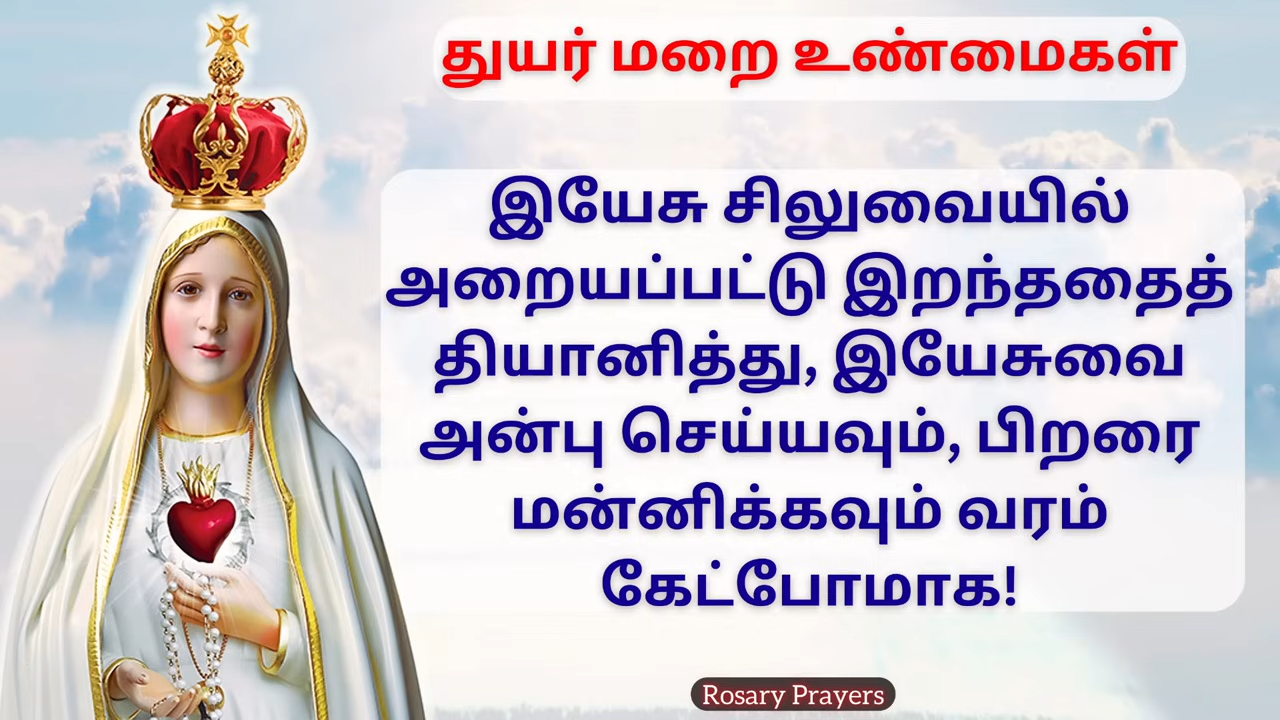 துயர் மறை உண்மைகள்
இயேசு சிலுவையில்
அறையப்பட்டு இறந்ததைத்
தியானித்து, இயேசுவை
அன்பு செய்யவும், பிறரை
மன்னிக்கவும் வரம்
கேட்போமாக!
Rosary Prayers